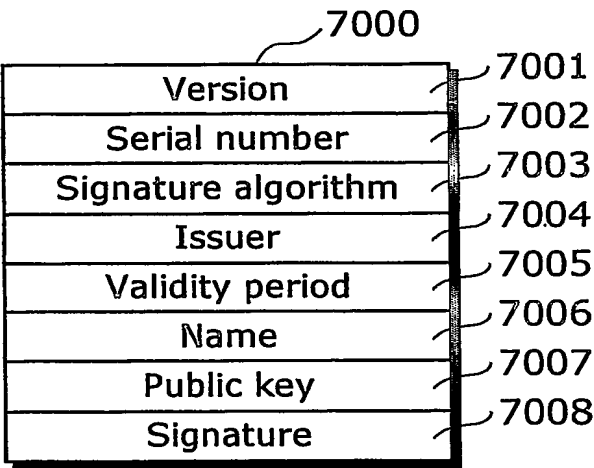 7000
Version 7001
Serial number 7002
Signature algorithm 7003
Issuer 7004
Validity period 7005
Name 7006
Public key 7007
Signature 7008